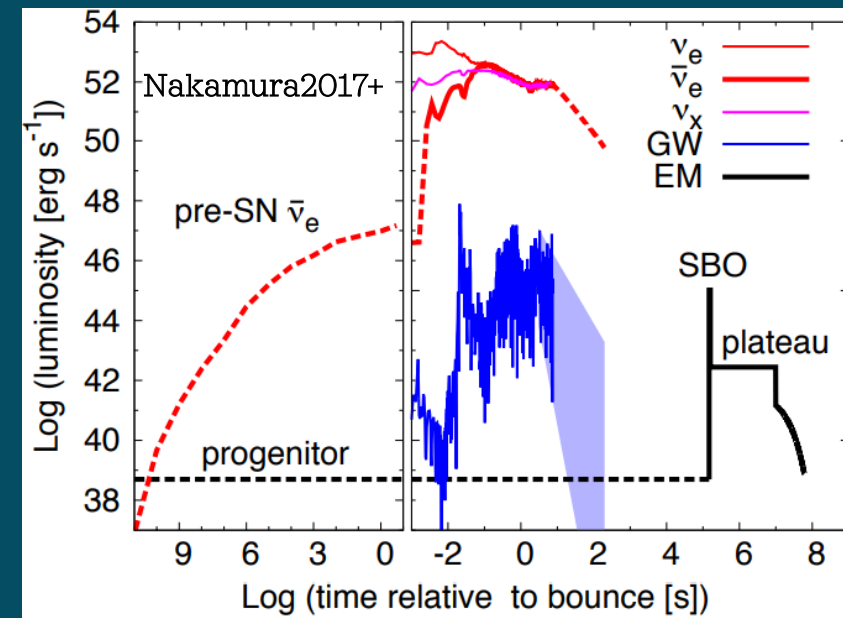 54
52
50
48
46
44
42
40
38
Log (luminosity [erg s⁻¹])
Nakamura2017+
pre-SN ν̄ₑ
progenitor
νₑ
ν̄ₑ
νₓ
GW
EM
SBO
plateau
9 6 3 0 -2 0 2 4 6 8
Log (time relative to bounce [s])